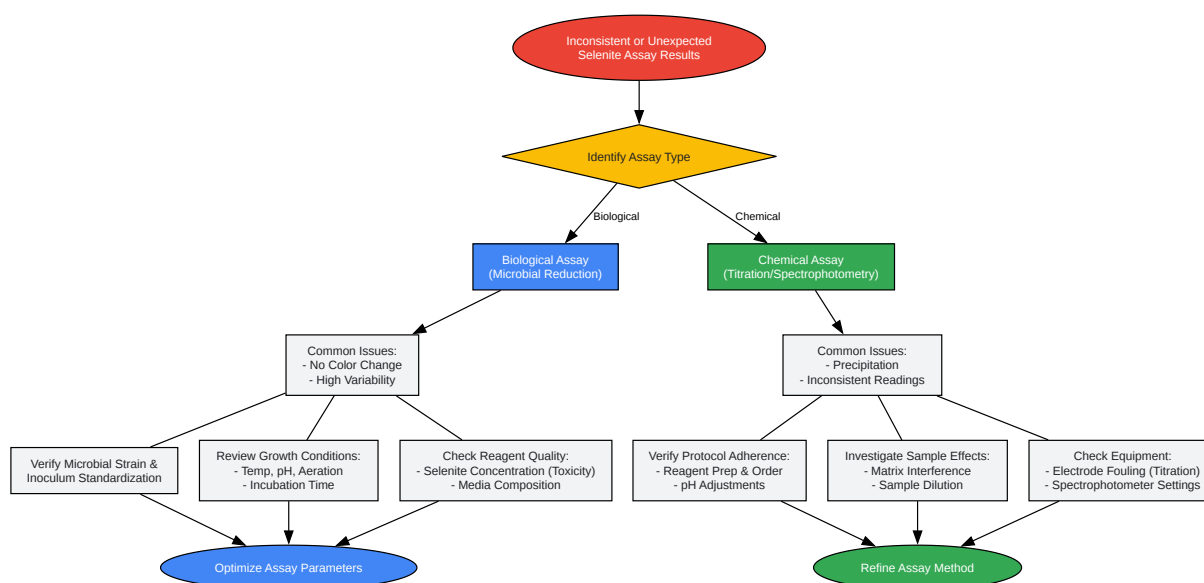 Inconsistent or Unexpected
Selenite Assay Results
Identify Assay Type
Biological
Chemical
Biological Assay
(Microbial Reduction)
Chemical Assay
(Titration/Spectrophotometry)
Common Issues:
- No Color Change
- High Variability
Common Issues:
- Precipitation
- Inconsistent Readings
Verify Microbial Strain &
Inoculum Standardization
Review Growth Conditions:
- Temp, pH, Aeration
- Incubation Time
Check Reagent Quality:
- Selenite Concentration (Toxicity)
- Media Composition
Verify Protocol Adherence:
- Reagent Prep & Order
- pH Adjustments
Investigate Sample Effects:
- Matrix Interference
- Sample Dilution
Check Equipment:
- Electrode Fouling (Titration)
- Spectrophotometer Settings
Optimize Assay Parameters
Refine Assay Method